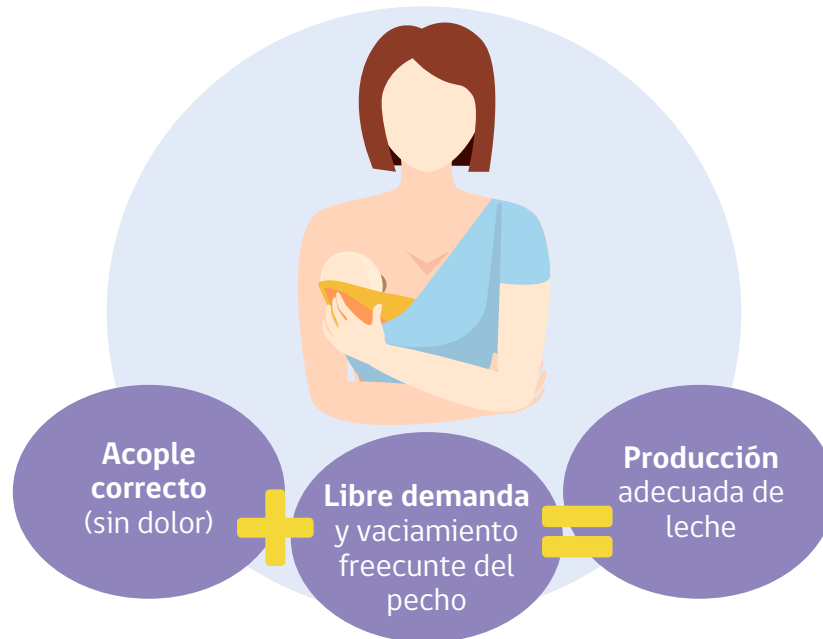 Acople
correcto
(sin dolor)
+
Libre demanda
y vaciamiento
freecunte del
pecho
=
Producción
adecuada de
leche